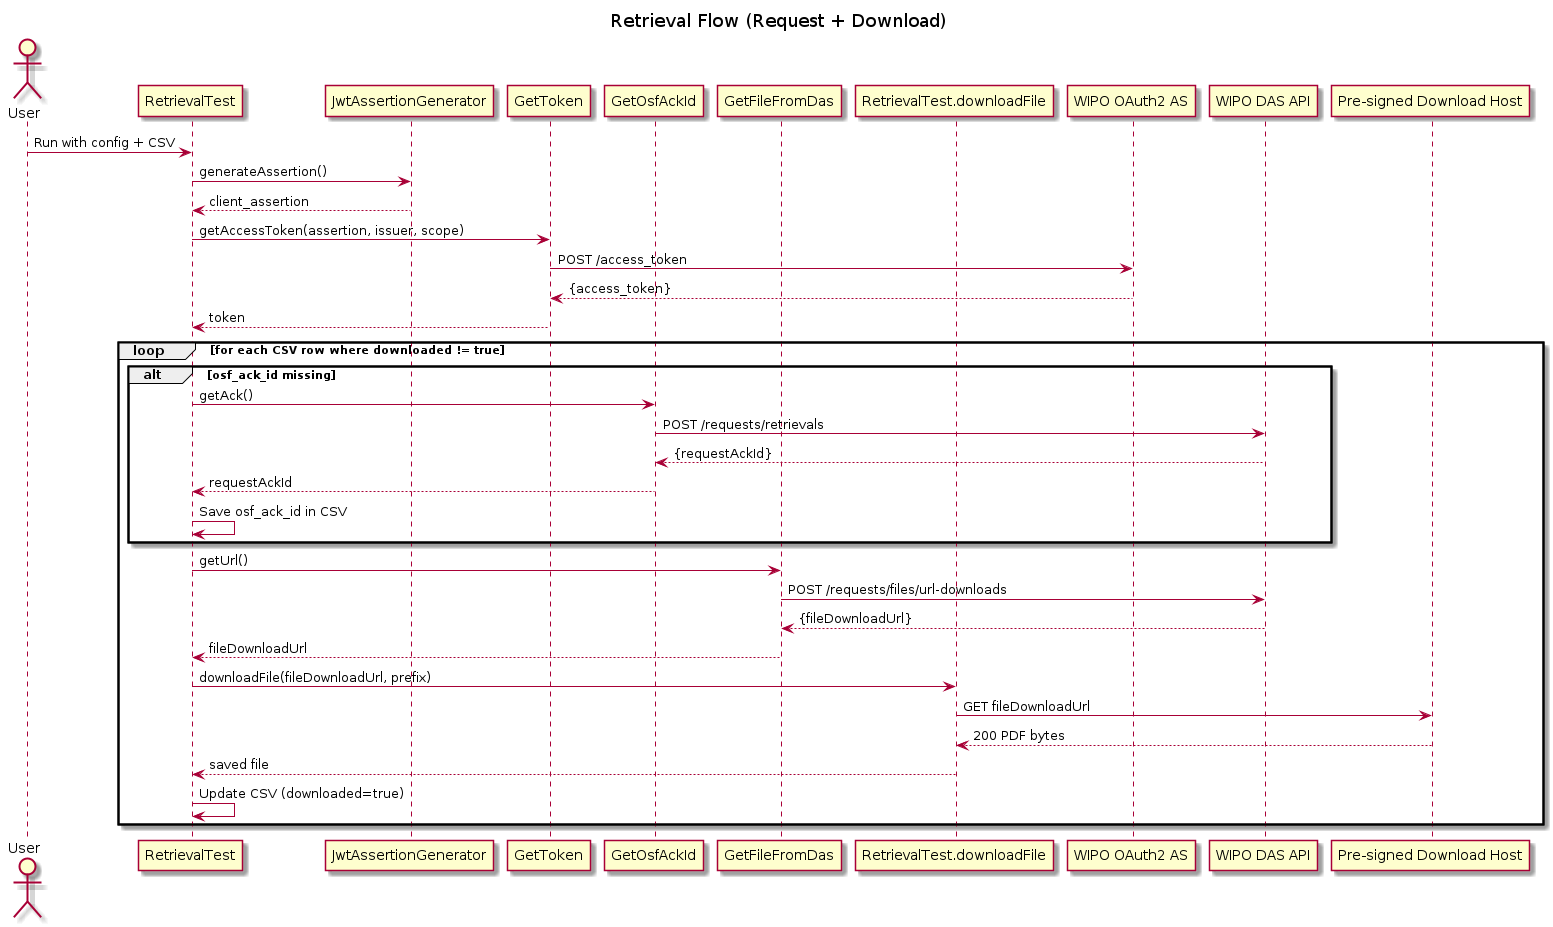 Retrieval Flow (Request + Download)
User
RetrievalTest
JwtAssertionGenerator
GetToken
GetOsfAckId
GetFileFromDas
RetrievalTest.downloadFile
WIPO OAuth2 AS
WIPO DAS API
Pre-signed Download Host
Run with config + CSV
generateAssertion()
client_assertion
getAccessToken(assertion, issuer, scope)
POST /access_token
{access_token}
token
loop
[for each CSV row where downloaded != true]
alt
[osf_ack_id missing]
getAck()
POST /requests/retrievals
{requestAckId}
requestAckId
Save osf_ack_id in CSV
getUrl()
POST /requests/files/url-downloads
{fileDownloadUrl}
fileDownloadUrl
downloadFile(fileDownloadUrl, prefix)
GET fileDownloadUrl
200 PDF bytes
saved file
Update CSV (downloaded=true)
User
RetrievalTest
JwtAssertionGenerator
GetToken
GetOsfAckId
GetFileFromDas
RetrievalTest.downloadFile
WIPO OAuth2 AS
WIPO DAS API
Pre-signed Download Host